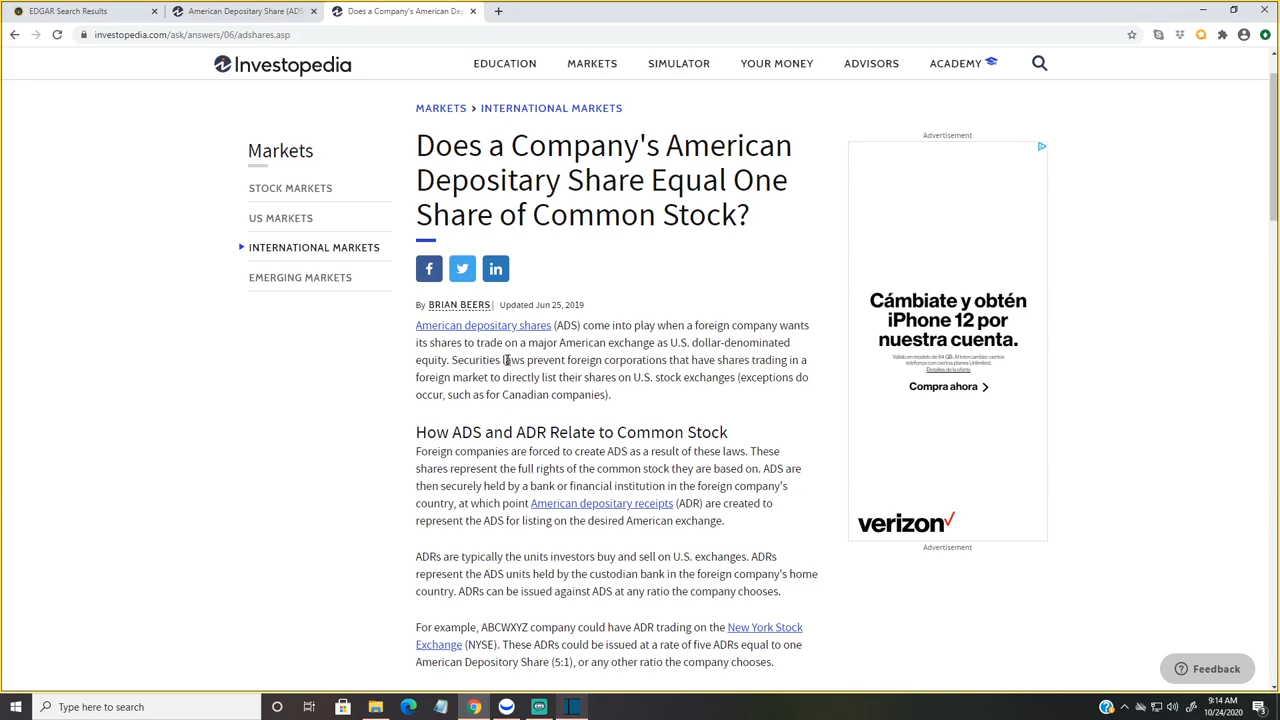 EDGAR Search Results
American Depositary Share (ADS
Does a Company's American De
investopedia.com/ask/answers/06/adshares.asp
Investopedia
EDUCATION MARKETS SIMULATOR YOUR MONEY ADVISORS ACADEMY
MARKETS > INTERNATIONAL MARKETS
Markets
STOCK MARKETS
US MARKETS
INTERNATIONAL MARKETS
EMERGING MARKETS
Does a Company's American
Depositary Share Equal One
Share of Common Stock?
By BRIAN BEERS | Updated Jun 25, 2019
American depositary shares (ADS) come into play when a foreign company wants
its shares to trade on a major American exchange as U.S. dollar-denominated
equity. Securities laws prevent foreign corporations that have shares trading in a
foreign market to directly list their shares on U.S. stock exchanges (exceptions do
occur, such as for Canadian companies).
How ADS and ADR Relate to Common Stock
Foreign companies are forced to create ADS as a result of these laws. These
shares represent the full rights of the common stock they are based on. ADS are
then securely held by a bank or financial institution in the foreign company's
country, at which point American depositary receipts (ADR) are created to
represent the ADS for listing on the desired American exchange.
ADRs are typically the units investors buy and sell on U.S. exchanges. ADRs
represent the ADS units held by the custodian bank in the foreign company's home
country. ADRs can be issued against ADS at any ratio the company chooses.
For example, ABCWXYZ company could have ADR trading on the New York Stock
Exchange (NYSE). These ADRs could be issued at a rate of five ADRs equal to one
American Depository Share (5:1), or any other ratio the company chooses.
Advertisement
Cámbiate y obtén
iPhone 12 por
nuestra cuenta.
Compra ahora
verizon
Advertisement
Feedback
Type here to search
9:14 AM
10/24/2020
3